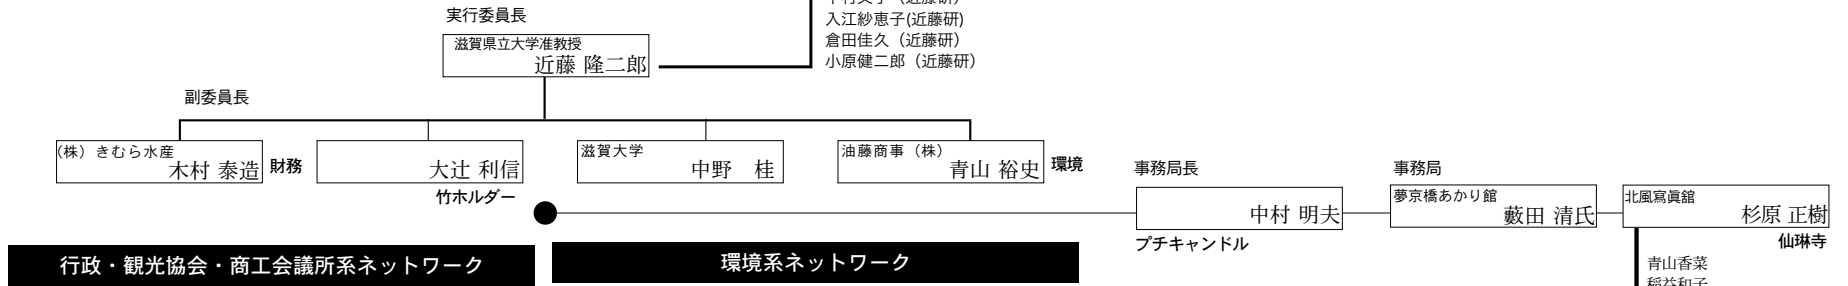 実行委員長
滋賀県立大学准教授
近藤 隆二郎
入江紗恵子(近藤研)
倉田佳久（近藤研）
小原健二郎（近藤研）
副委員長
（株）きむら水産
木村 泰造
財務
大辻 利信
竹ホルダー
滋賀大学
中野　桂
油藤商事（株）
青山 裕史
環境
事務局長
中村 明夫
プチキャンドル
事務局
夢京橋あかり館
藪田 清氏
北風寫眞舘
杉原 正樹
仙琳寺
青山香菜
行政・観光協会・商工会議所系ネットワーク
環境系ネットワーク